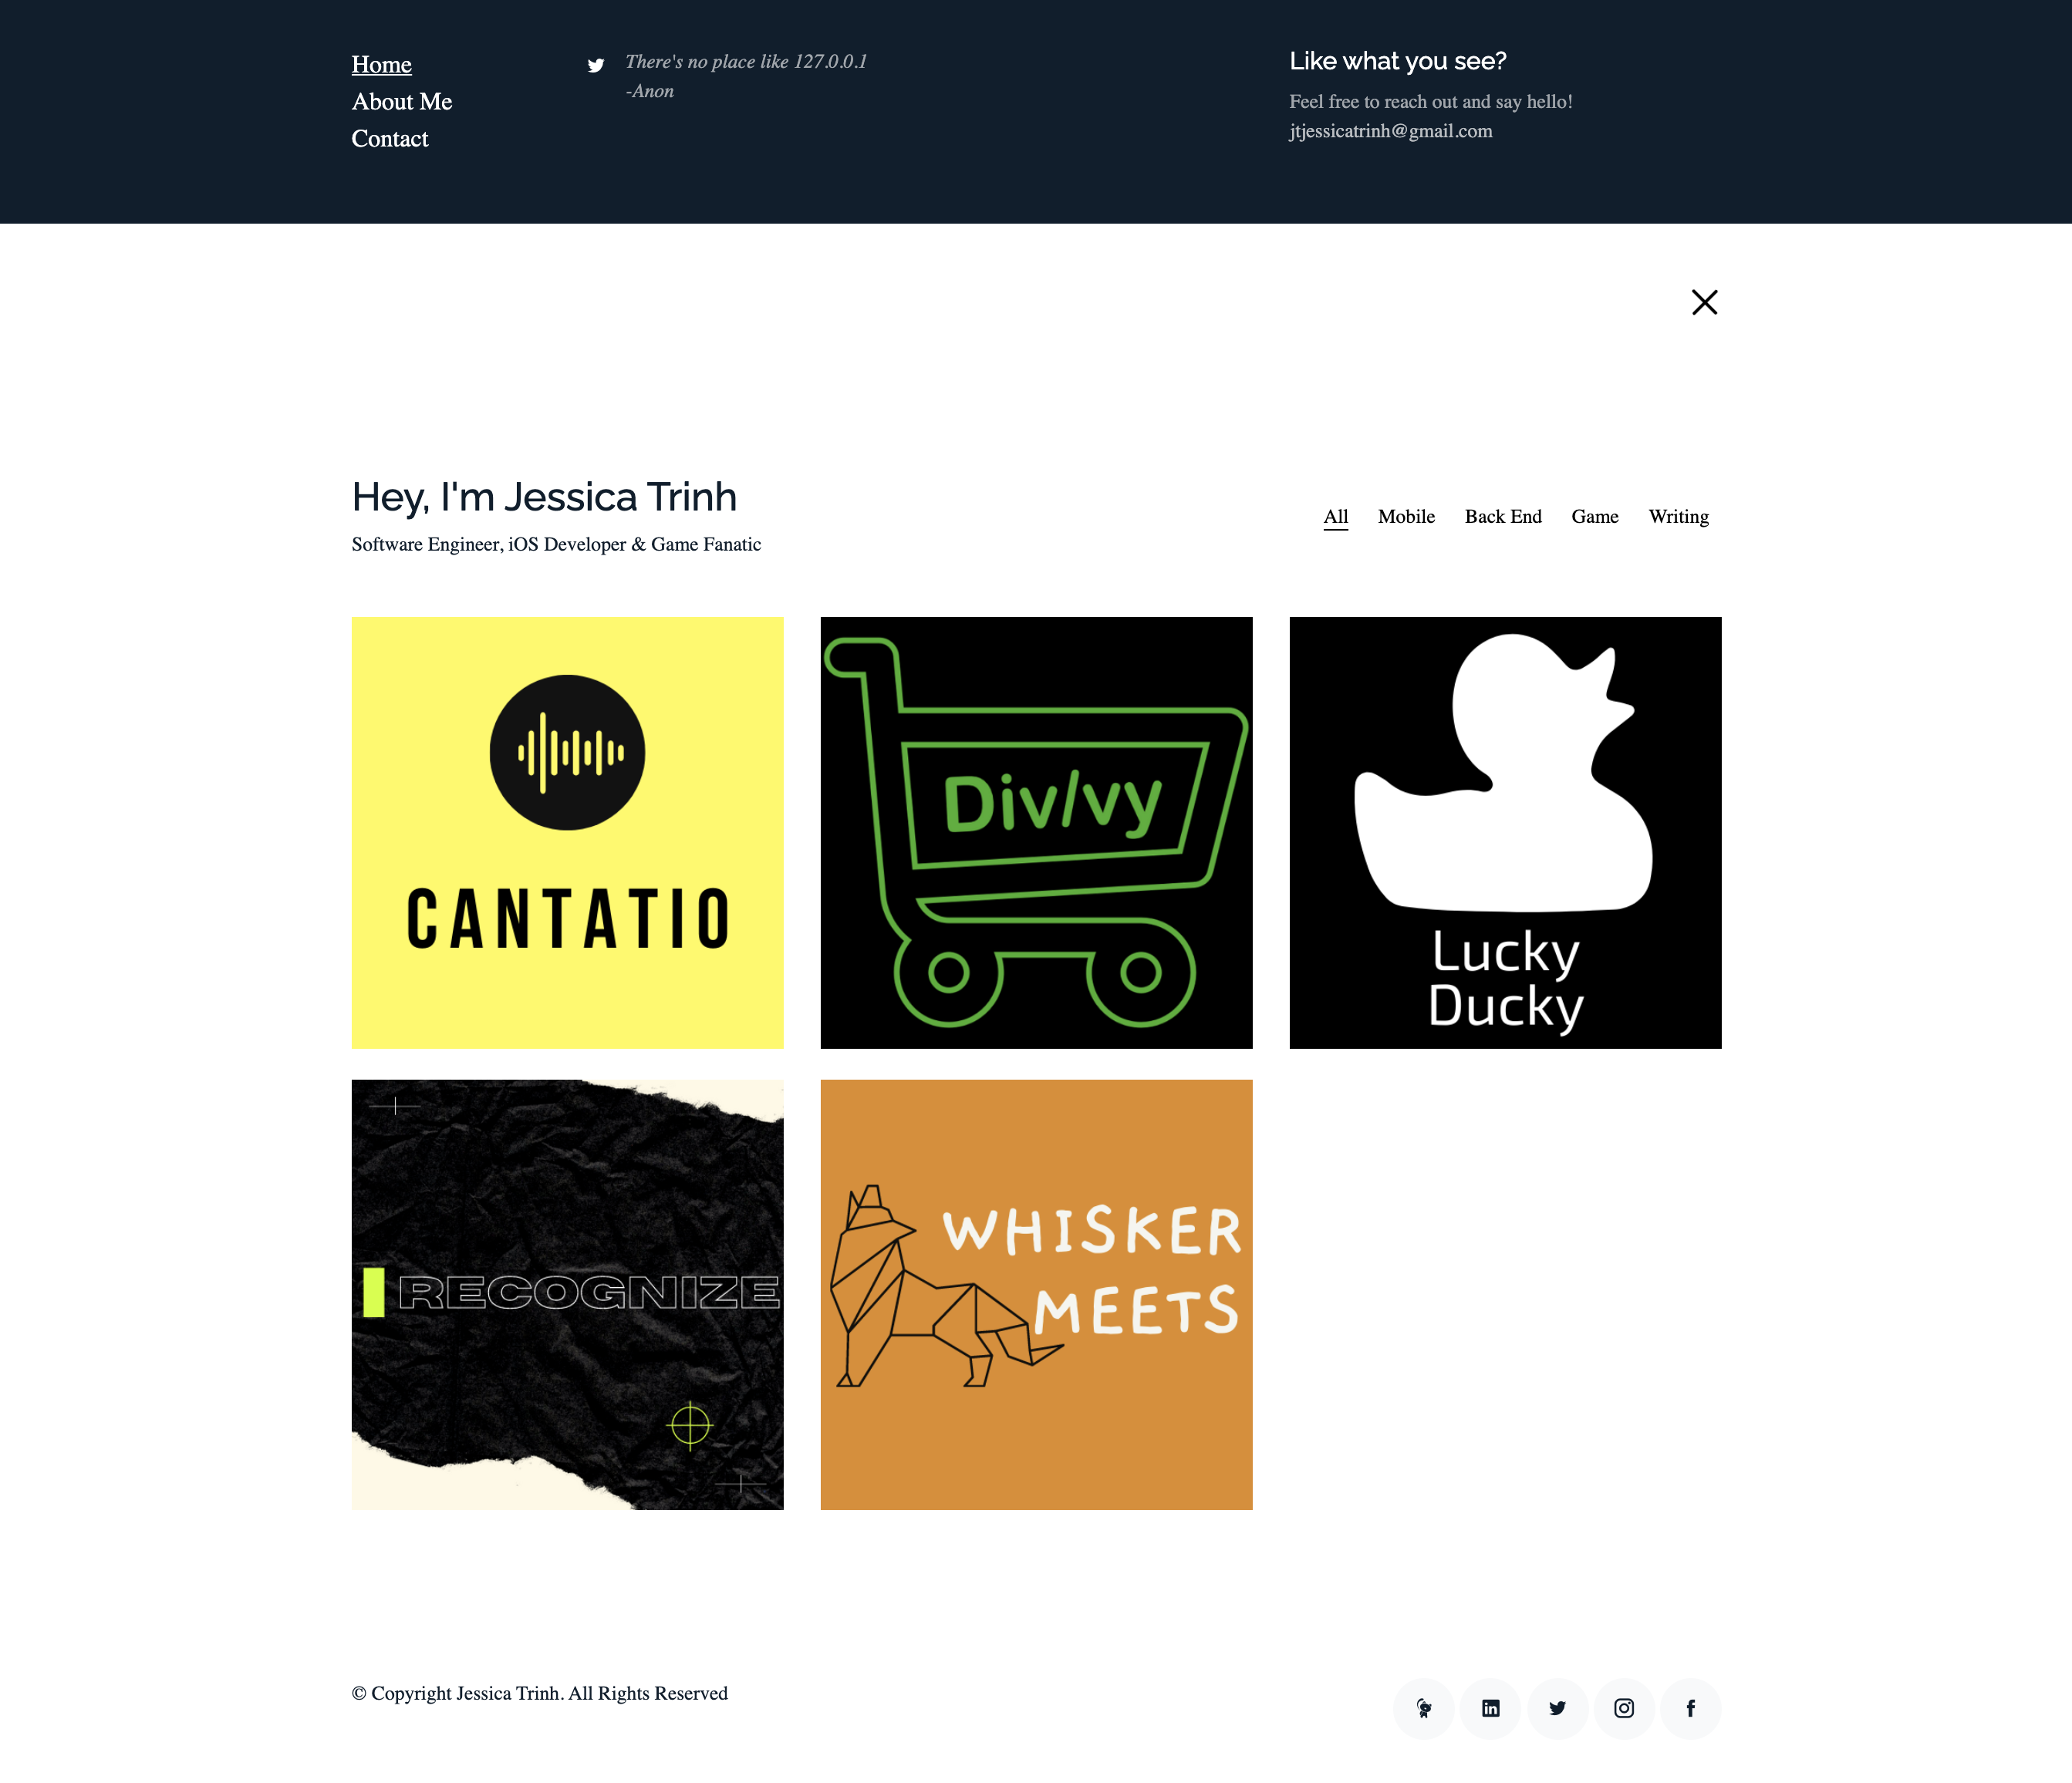 Home
About Me
Contact
There's no place like 127.0.0.1
-Anon
Like what you see?
Feel free to reach out and say hello!
jtjessicatrinh@gmail.com
Hey, I'm Jessica Trinh
Software Engineer, iOS Developer & Game Fanatic
All Mobile Back End Game Writing
CANTATIO
Div/vy
Lucky
Ducky
RECOGNIZE
WHISKER
MEETS
© Copyright Jessica Trinh. All Rights Reserved